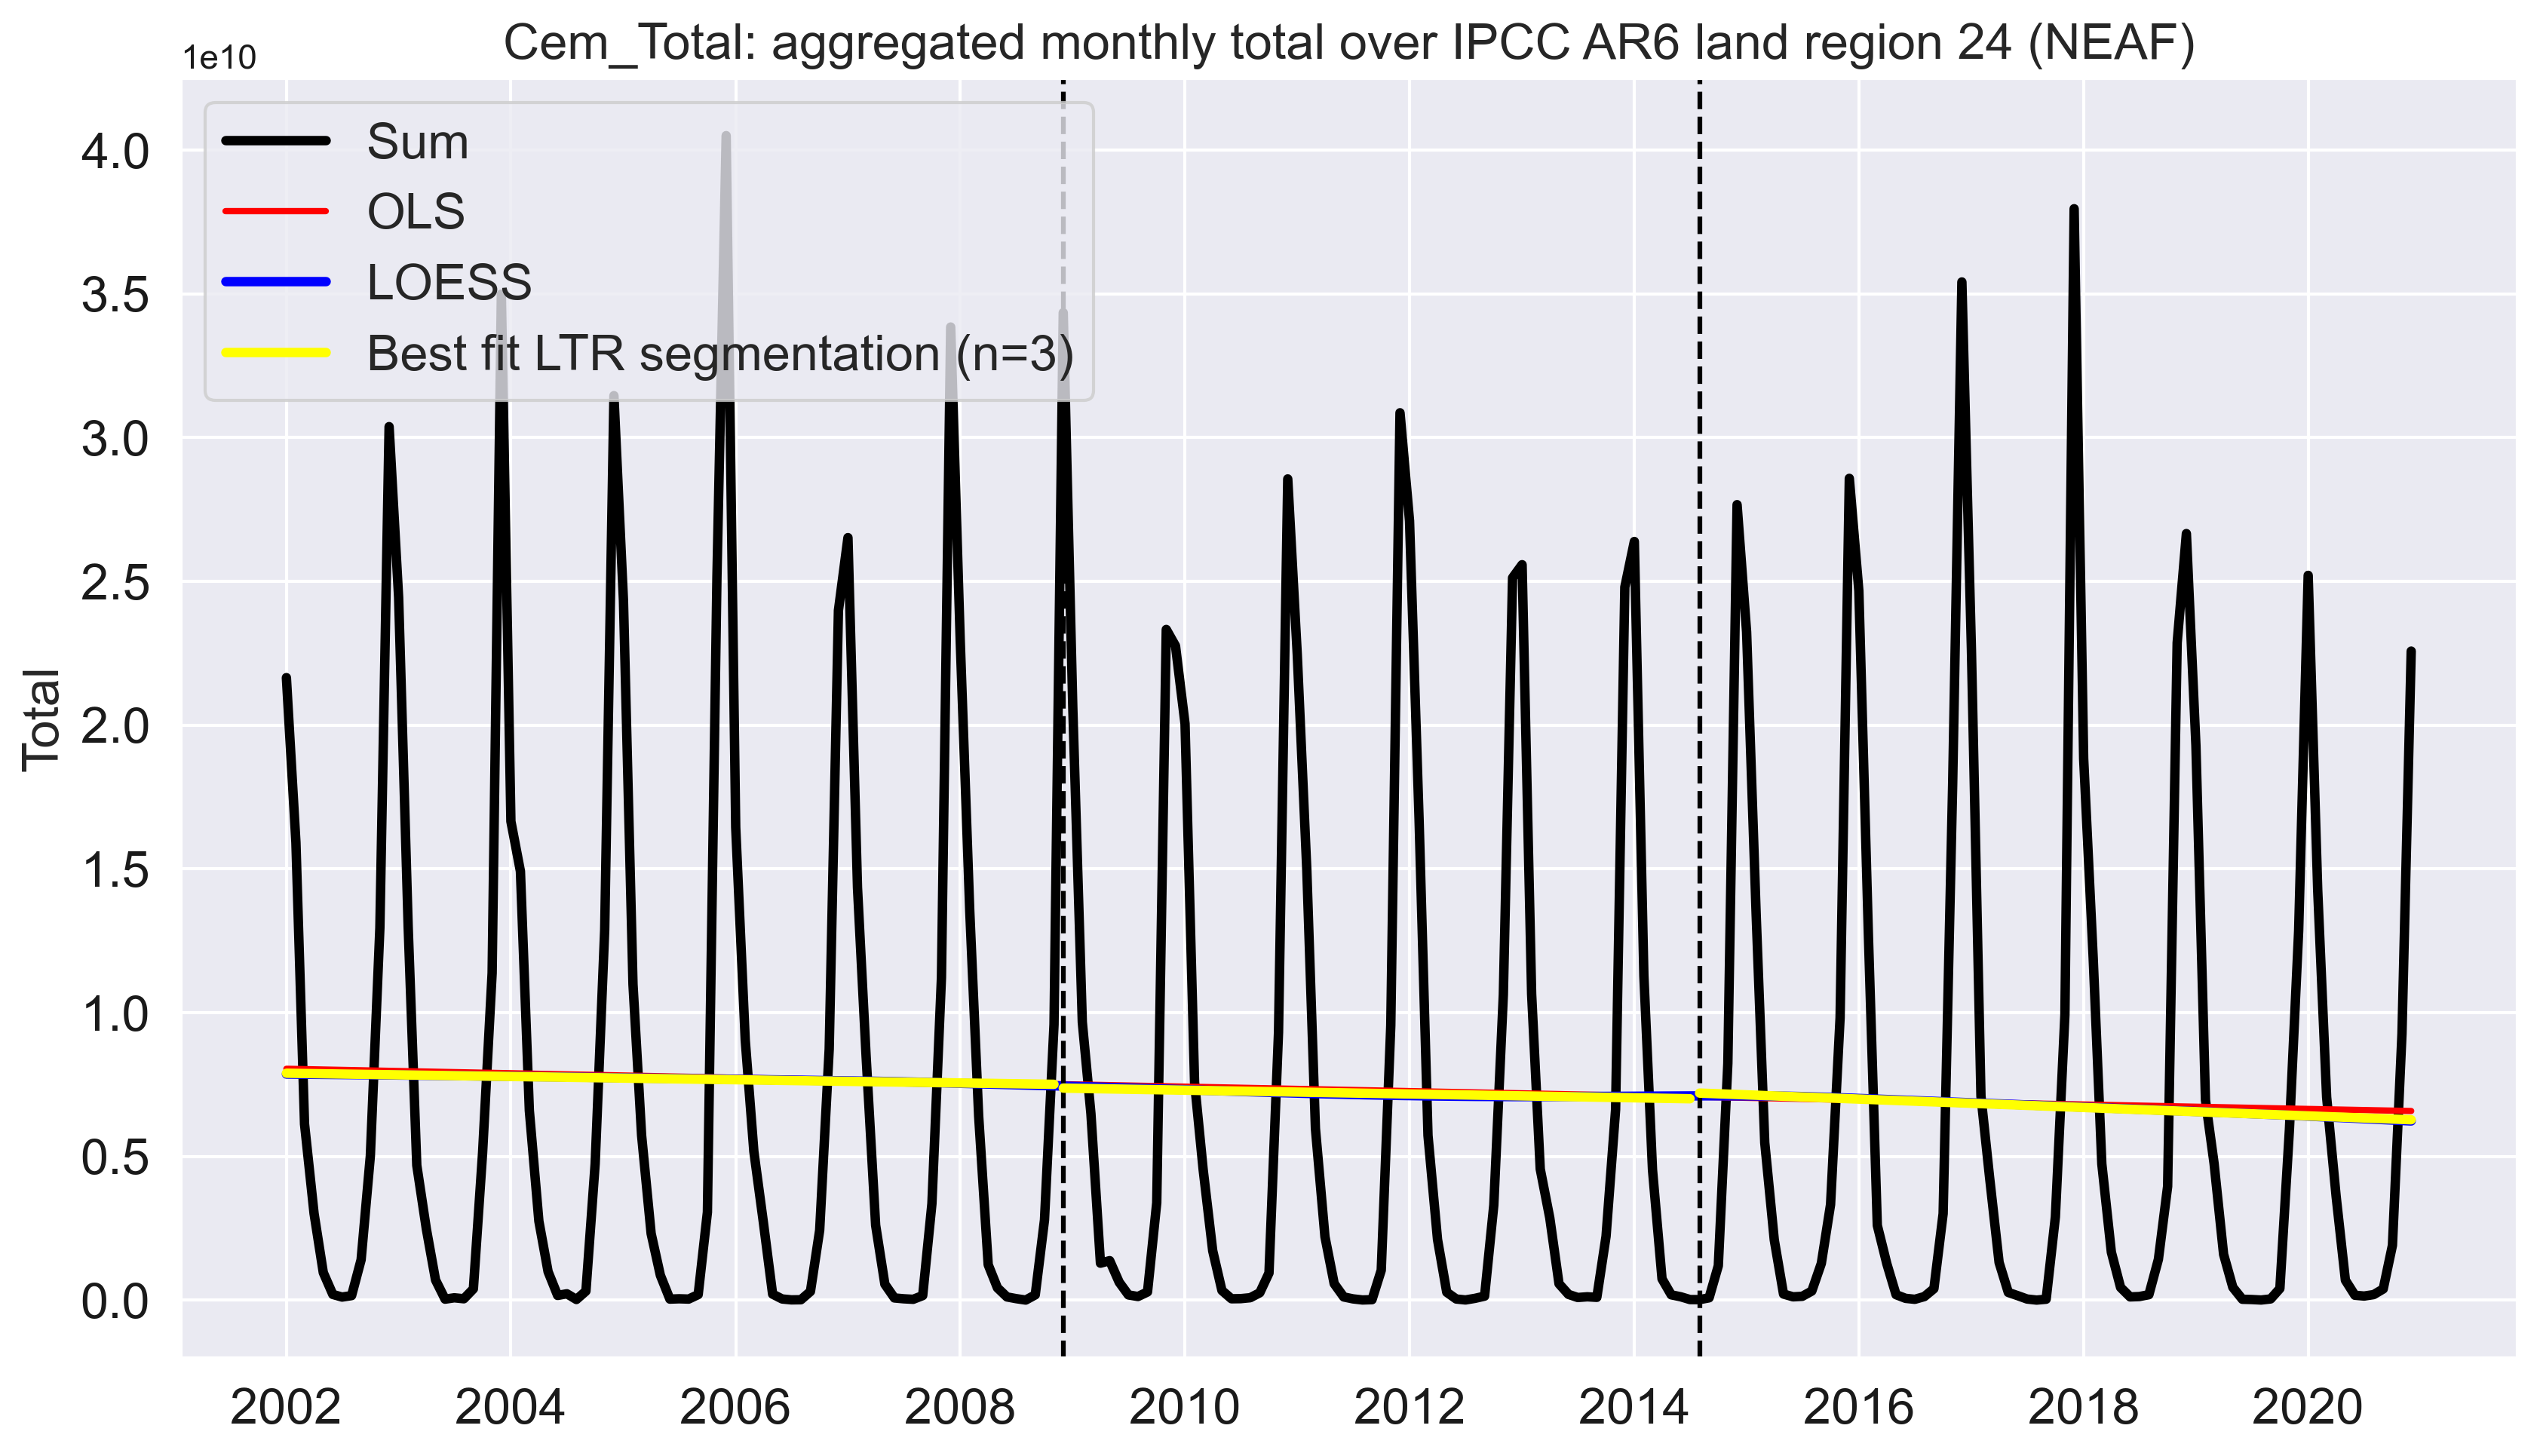 Cem_Total: aggregated monthly total over IPCC AR6 land region 24 (NEAF)
1e10
Sum
OLS
LOESS
Best fit LTR segmentation (n=3)
4.0
3.5
3.0
2.5
2.0
1.5
1.0
0.5
0.0
Total
2002 2004 2006 2008 2010 2012 2014 2016 2018 2020